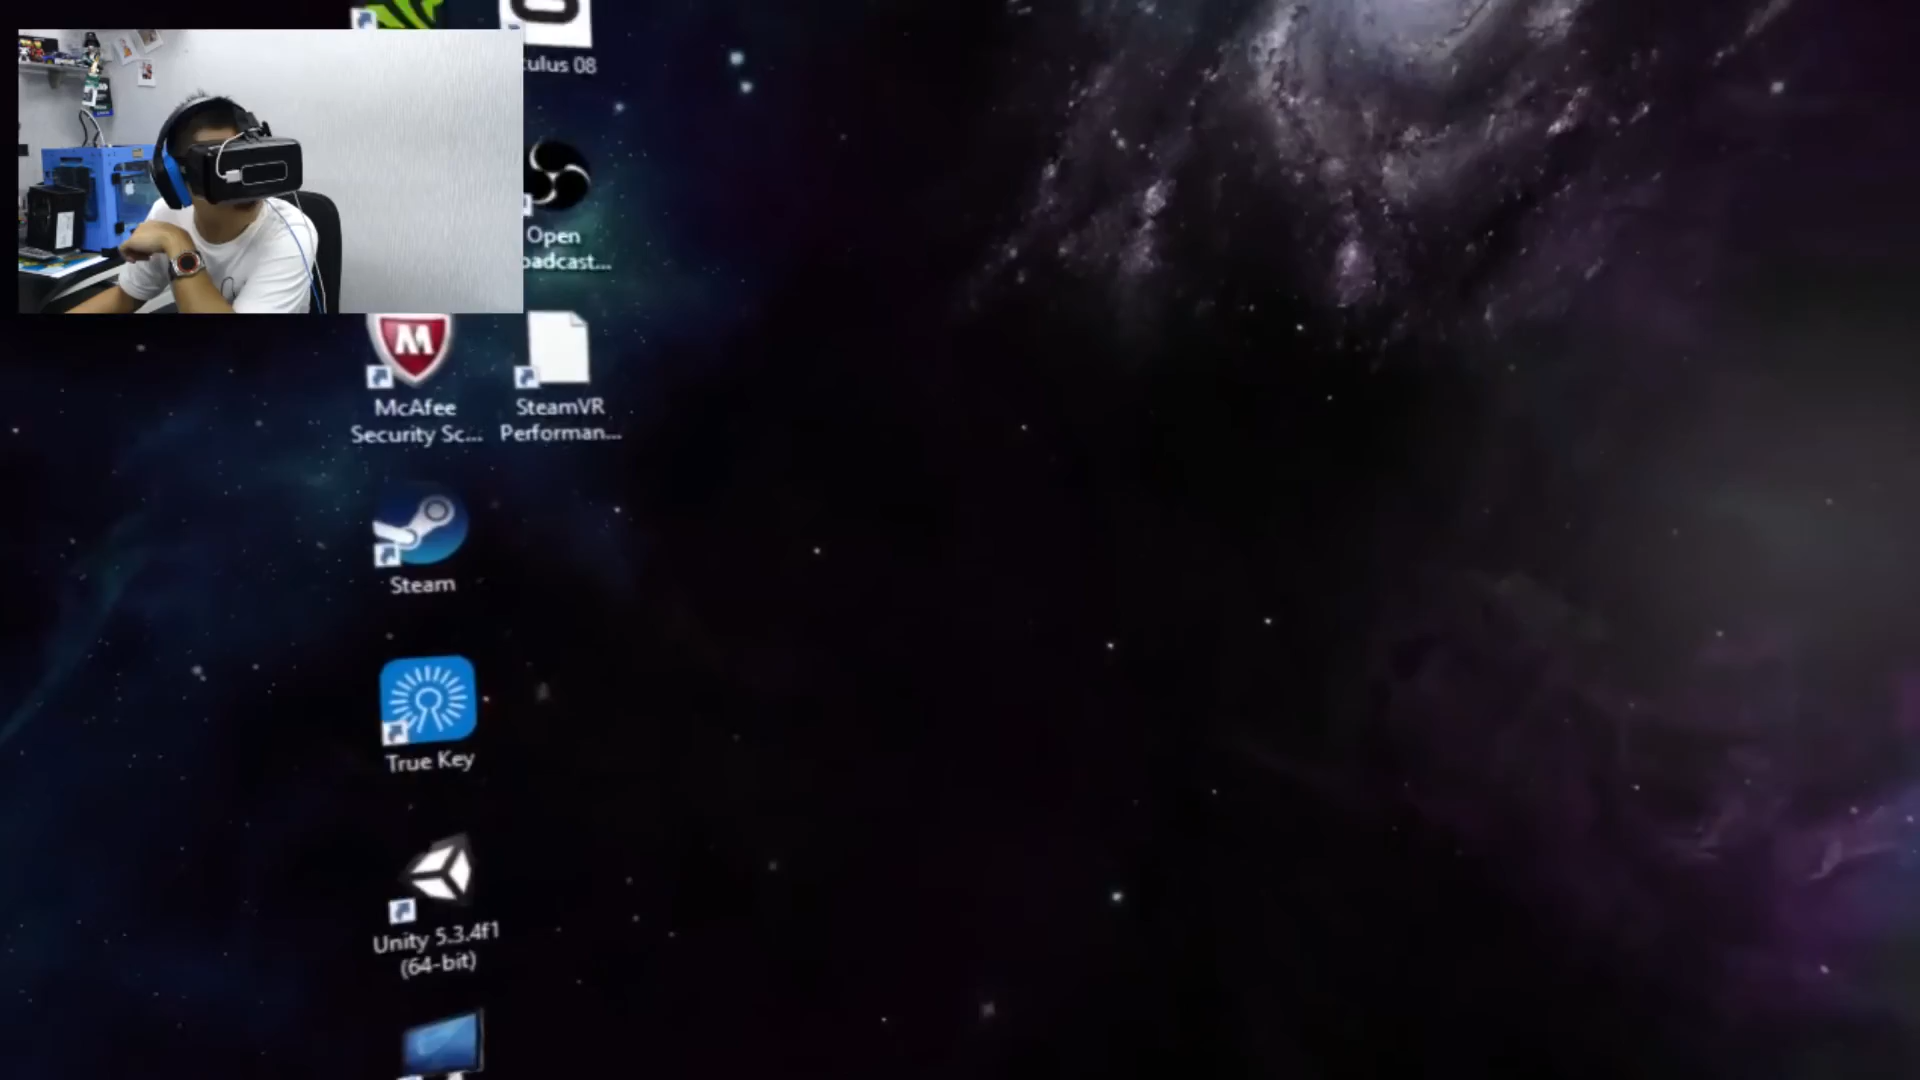 ulus 08
Open
oadcast...
McAfee
Security Sc...
SteamVR
Performan...
Steam
True Key
Unity 5.3.4f1
(64-bit)